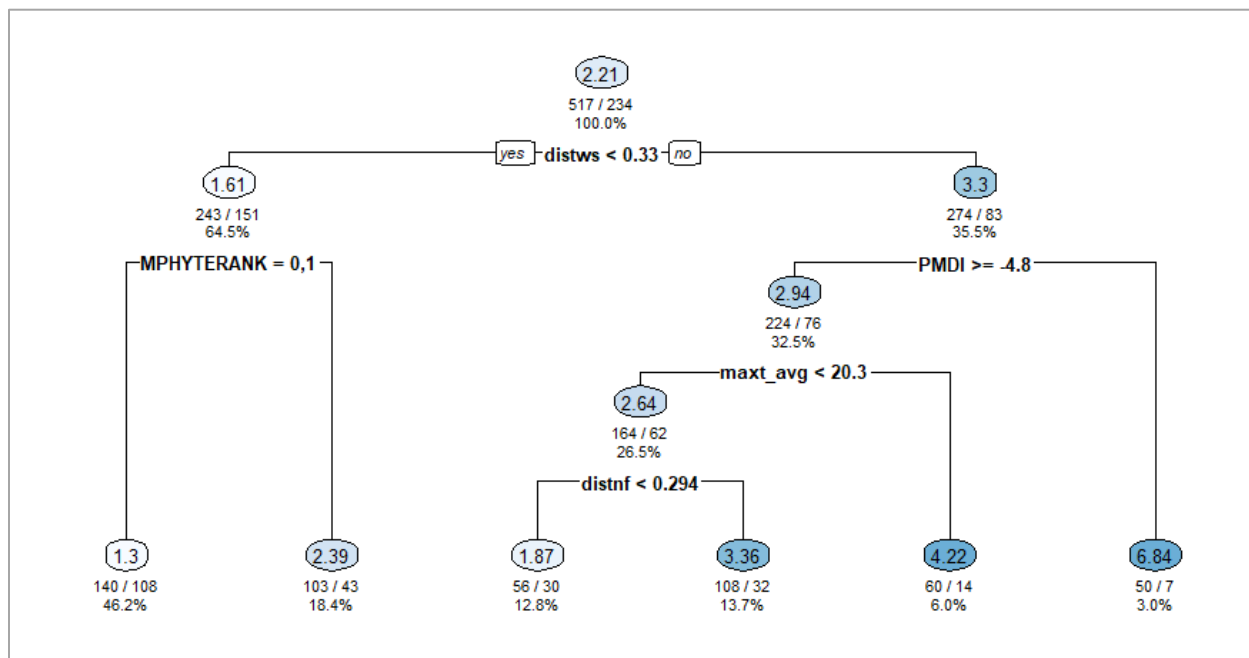 2.21
517 / 234
100.0%
yes distws < 0.33 no
1.61
243 / 151
64.5%
3.3
274 / 83
35.5%
MPHYTERANK = 0,1
PMDI >= -4.8
2.94
224 / 76
32.5%
maxt_avg < 20.3
2.64
164 / 62
26.5%
distnf < 0.294
1.3
140 / 108
46.2%
2.39
103 / 43
18.4%
1.87
56 / 30
12.8%
3.36
108 / 32
13.7%
4.22
60 / 14
6.0%
6.84
50 / 7
3.0%